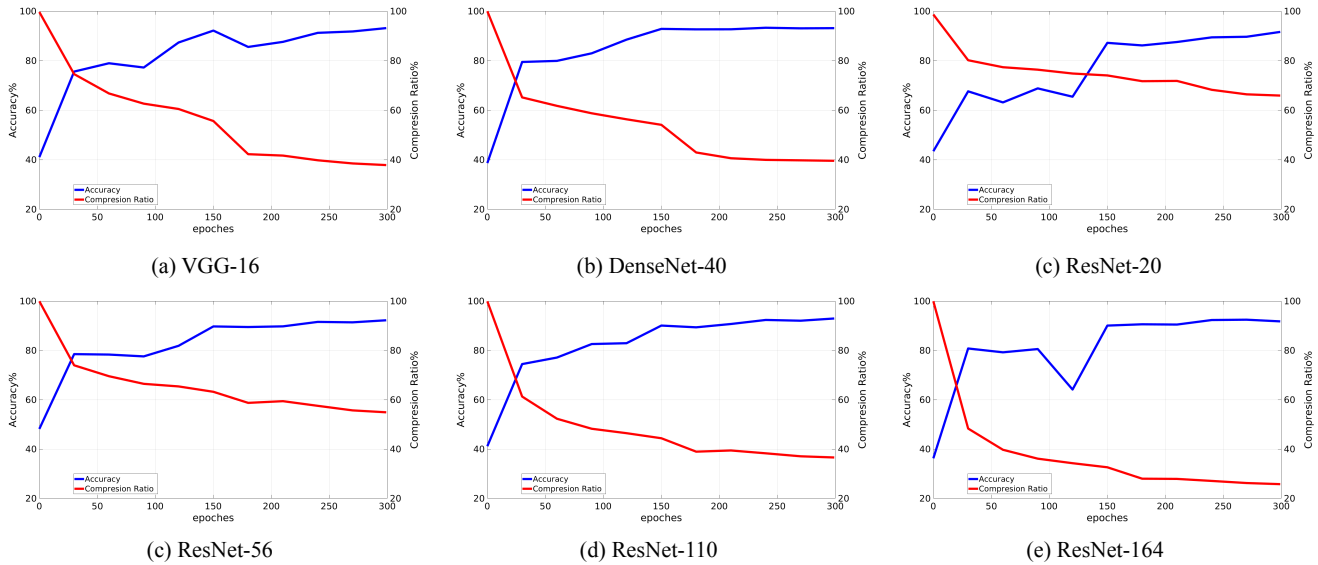 100
80
60
40
20
Accuracy%
100
80
60
40
20
Compresion Ratio%
Accuracy
Compresion Ratio
0 50 100 150 200 250 300
epoches
(a) VGG-16
100
80
60
40
20
Accuracy%
100
80
60
40
20
Compresion Ratio%
Accuracy
Compresion Ratio
0 50 100 150 200 250 300
epoches
(b) DenseNet-40
100
80
60
40
20
Accuracy%
100
80
60
40
20
Compresion Ratio%
Accuracy
Compresion Ratio
0 50 100 150 200 250 300
epoches
(c) ResNet-20
100
80
60
40
20
Accuracy%
100
80
60
40
20
Compresion Ratio%
Accuracy
Compresion Ratio
0 50 100 150 200 250 300
epoches
(c) ResNet-56
100
80
60
40
20
Accuracy%
100
80
60
40
20
Compresion Ratio%
Accuracy
Compresion Ratio
0 50 100 150 200 250 300
epoches
(d) ResNet-110
100
80
60
40
20
Accuracy%
100
80
60
40
20
Compresion Ratio%
Accuracy
Compresion Ratio
0 50 100 150 200 250 300
epoches
(e) ResNet-164